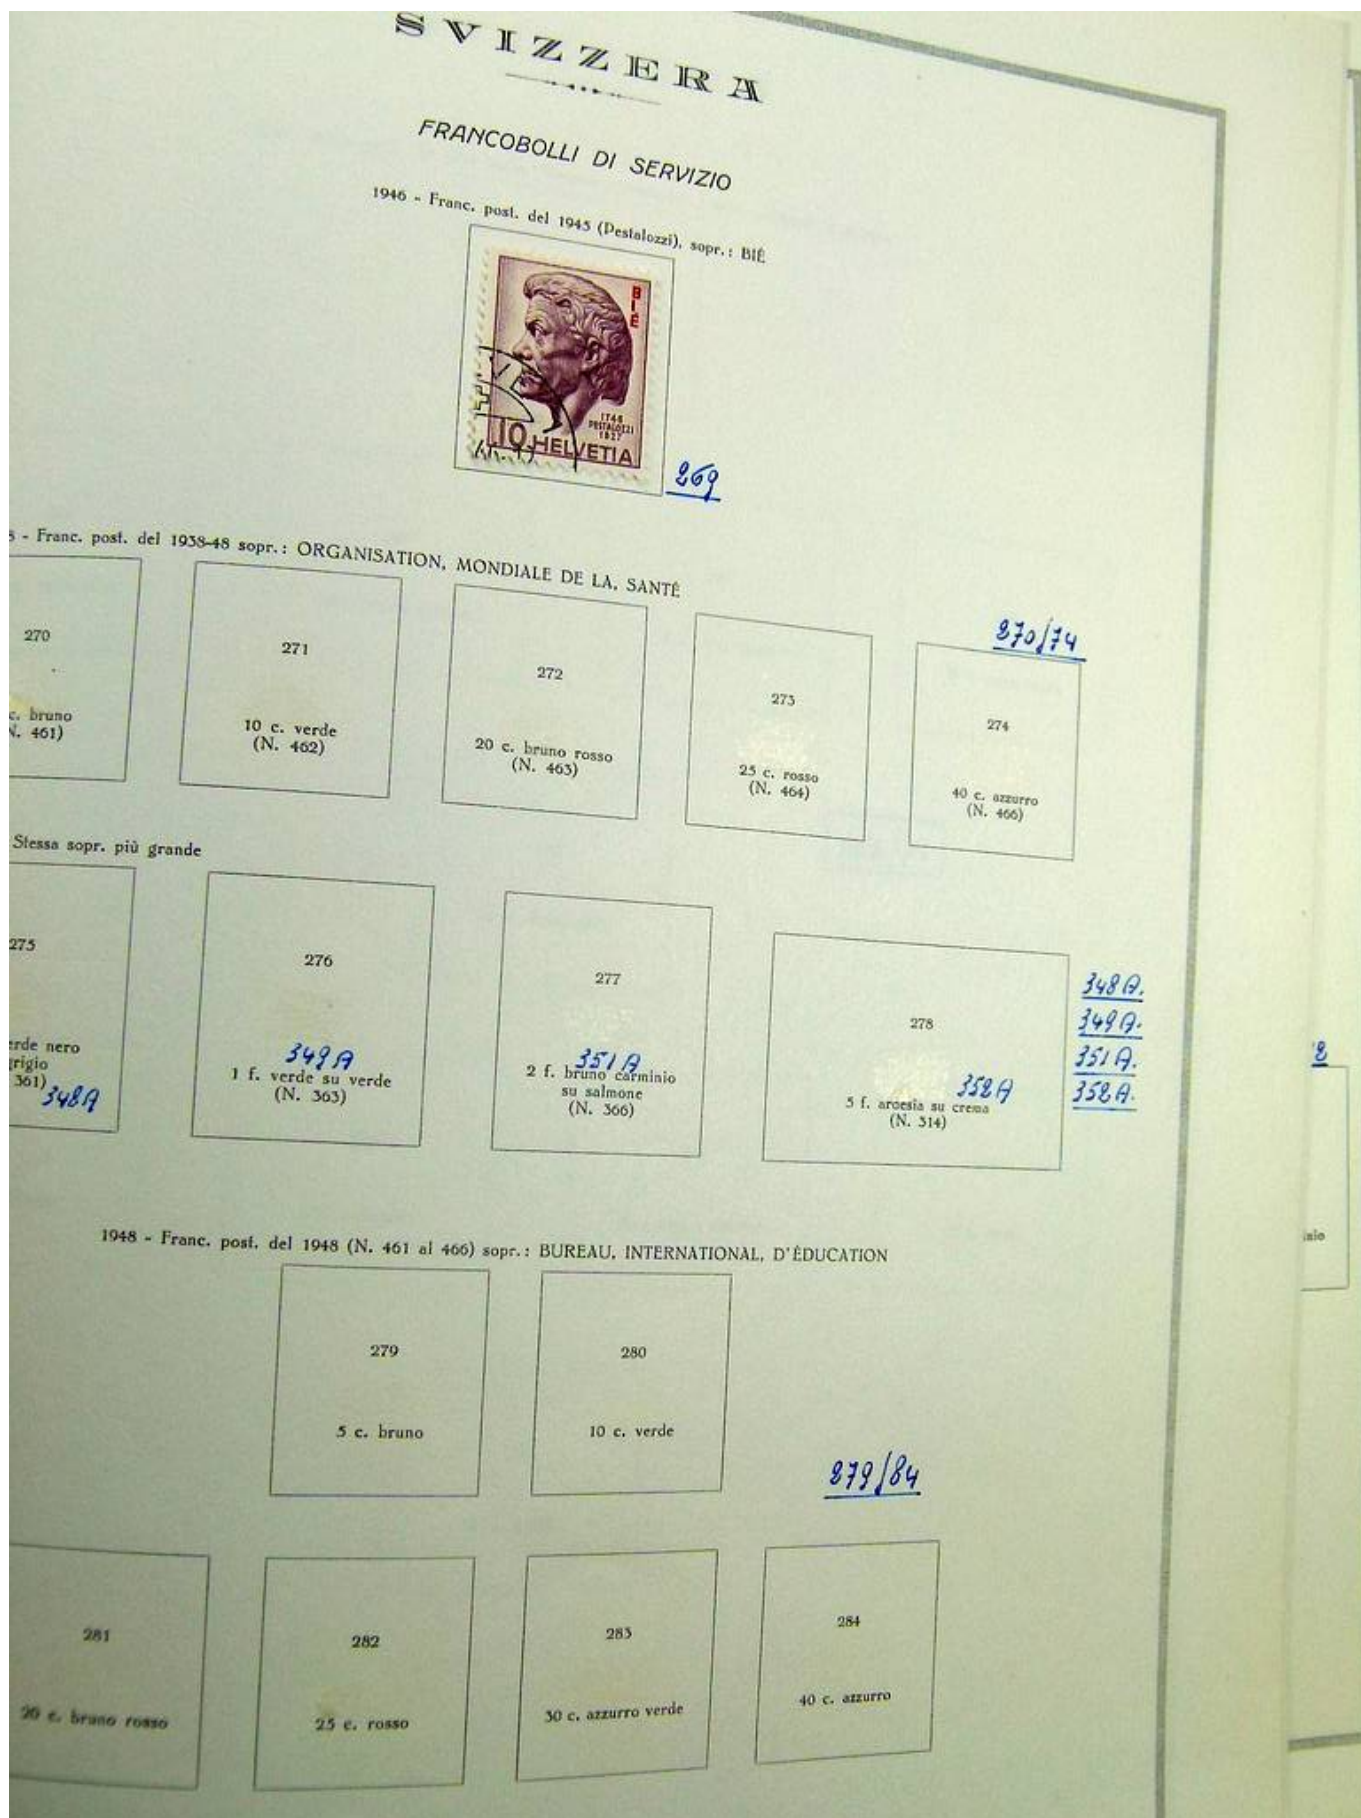 SVIZZERA
FRANCOBOLLI DI SERVIZIO
1946 - Franc. post. del 1945 (Pestalozzi), sopr.: BIÉ
BIÉ
1746
PESTALOZZI
1827
10 HELVETIA
269
- Franc. post. del 1938-48 sopr.: ORGANISATION, MONDIALE DE LA, SANTÉ
270/74
270
c. bruno
461)
271
10 c. verde
(N. 462)
272
20 c. bruno rosso
(N. 463)
273
25 c. rosso
(N. 464)
274
40 c. azzurro
(N. 466)
Stessa sopr. più grande
275
nero
361)
348A
276
349A
1 f. verde su verde
(N. 363)
277
351A
2 f. bruno carminio
su salmone
(N. 366)
278
352A
5 f. ardesia su crema
(N. 314)
348A.
349A.
351A.
352A.
1948 - Franc. post. del 1948 (N. 461 al 466) sopr.: BUREAU, INTERNATIONAL, D'ÉDUCATION
279
5 c. bruno
280
10 c. verde
279/84
281
20 c. bruno rosso
282
25 c. rosso
283
30 c. azzurro verde
284
40 c. azzurro